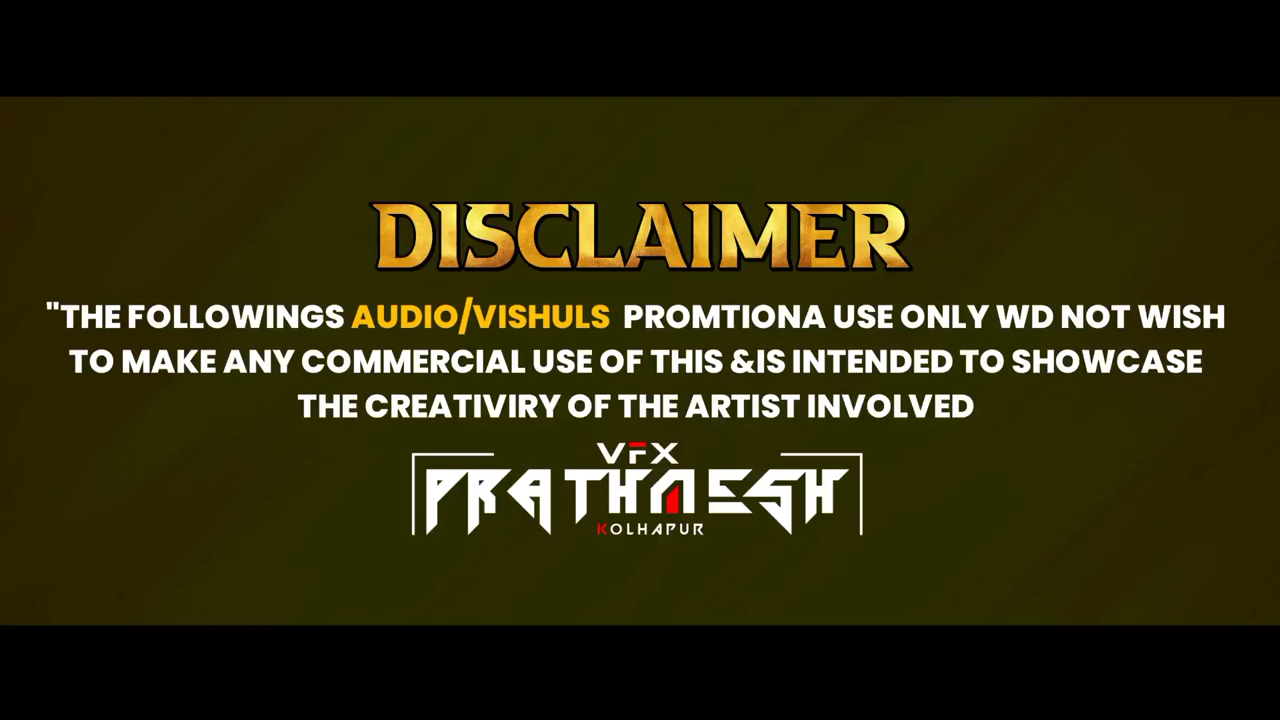 DISCLAIMER
"THE FOLLOWINGS AUDIO/VISHULS PROMTIONA USE ONLY WD NOT WISH
TO MAKE ANY COMMERCIAL USE OF THIS &IS INTENDED TO SHOWCASE
THE CREATIVIRY OF THE ARTIST INVOLVED
VFX
PRATHMESH
KOLHAPUR